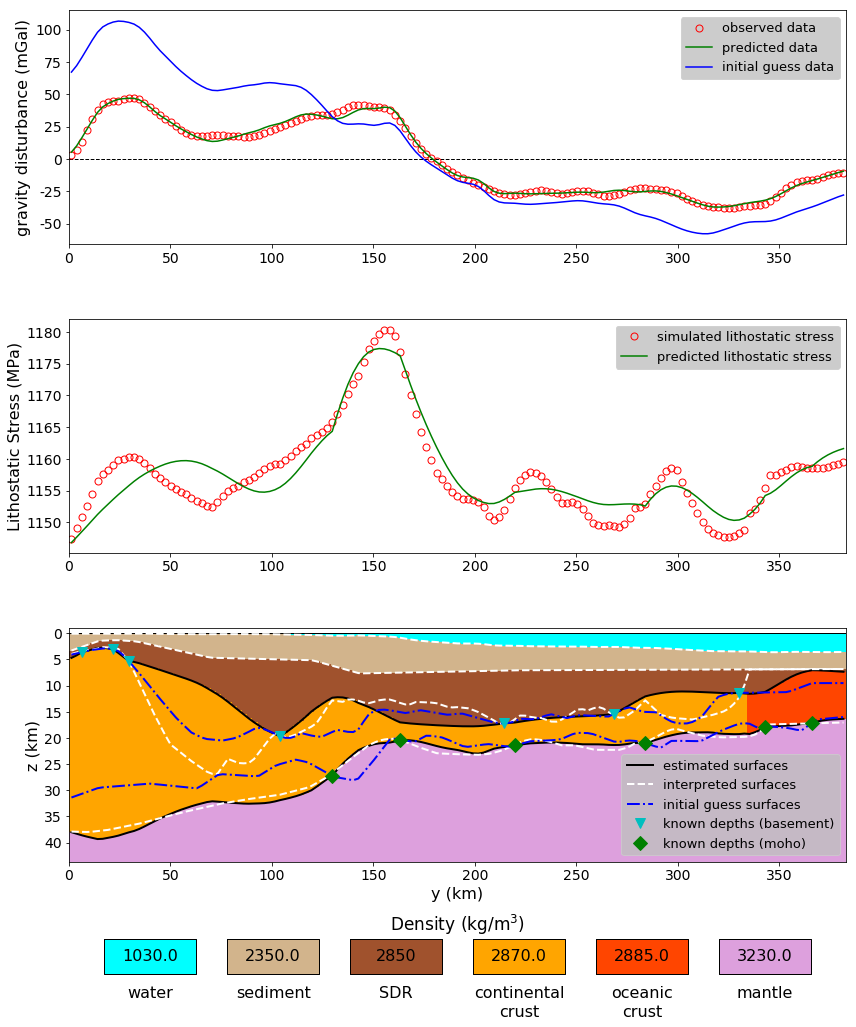 gravity disturbance (mGal)
100
75
50
25
0
-25
-50
observed data
predicted data
initial guess data
0 50 100 150 200 250 300 350
Lithostatic Stress (MPa)
1180
1175
1170
1165
1160
1155
1150
simulated lithostatic stress
predicted lithostatic stress
0 50 100 150 200 250 300 350
z (km)
0
5
10
15
20
25
30
35
40
estimated surfaces
interpreted surfaces
initial guess surfaces
known depths (basement)
known depths (moho)
0 50 100 150 200 250 300 350
y (km)
Density (kg/m³)
1030.0 2350.0 2850 2870.0 2885.0 3230.0
water sediment SDR continental oceanic mantle
crust crust